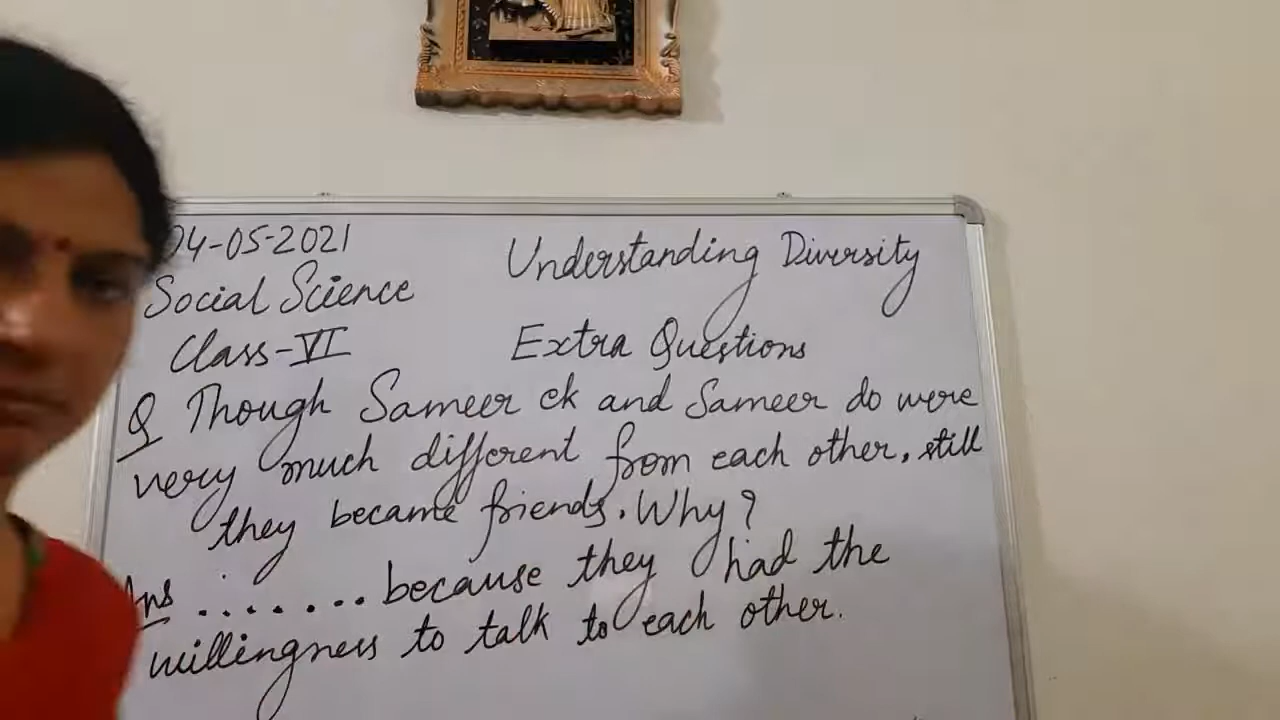 04-05-2021
Understanding Diversity
Social Science
Class-VI
Extra Questions
Q Though Sameer ek and Sameer do were
very much different from each other, still
they became friends. Why?
Ans ....... because they had the
willingness to talk to each other.